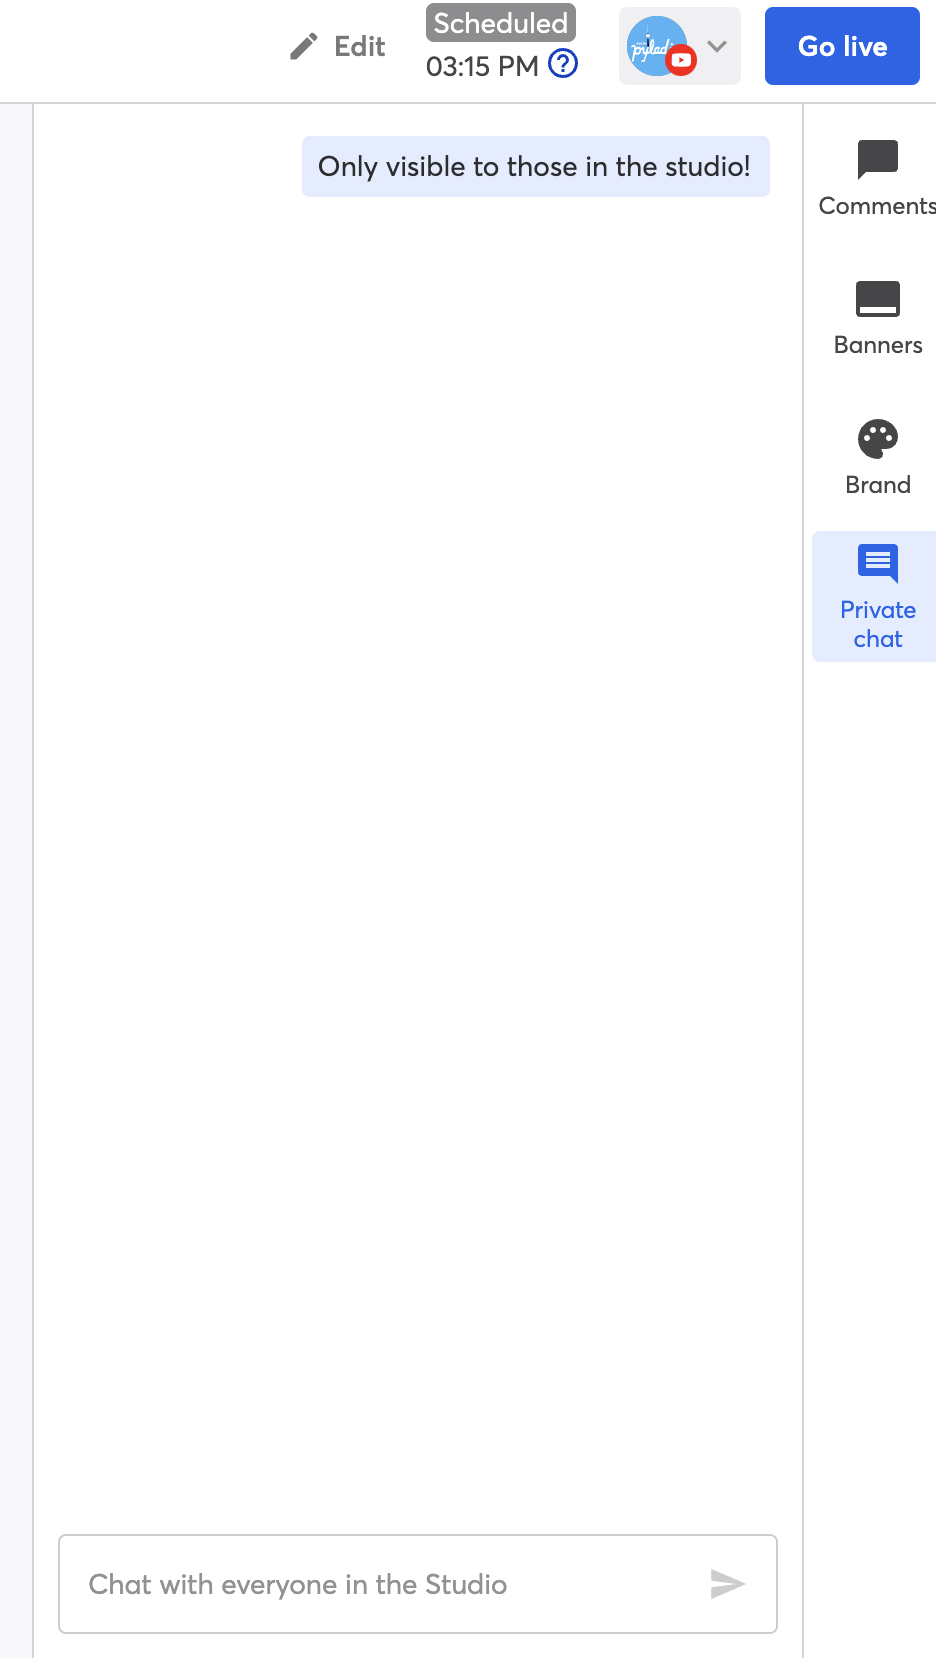 Edit
Scheduled
03:15 PM
Go live
Only visible to those in the studio!
Comments
Banners
Brand
Private
chat
Chat with everyone in the Studio